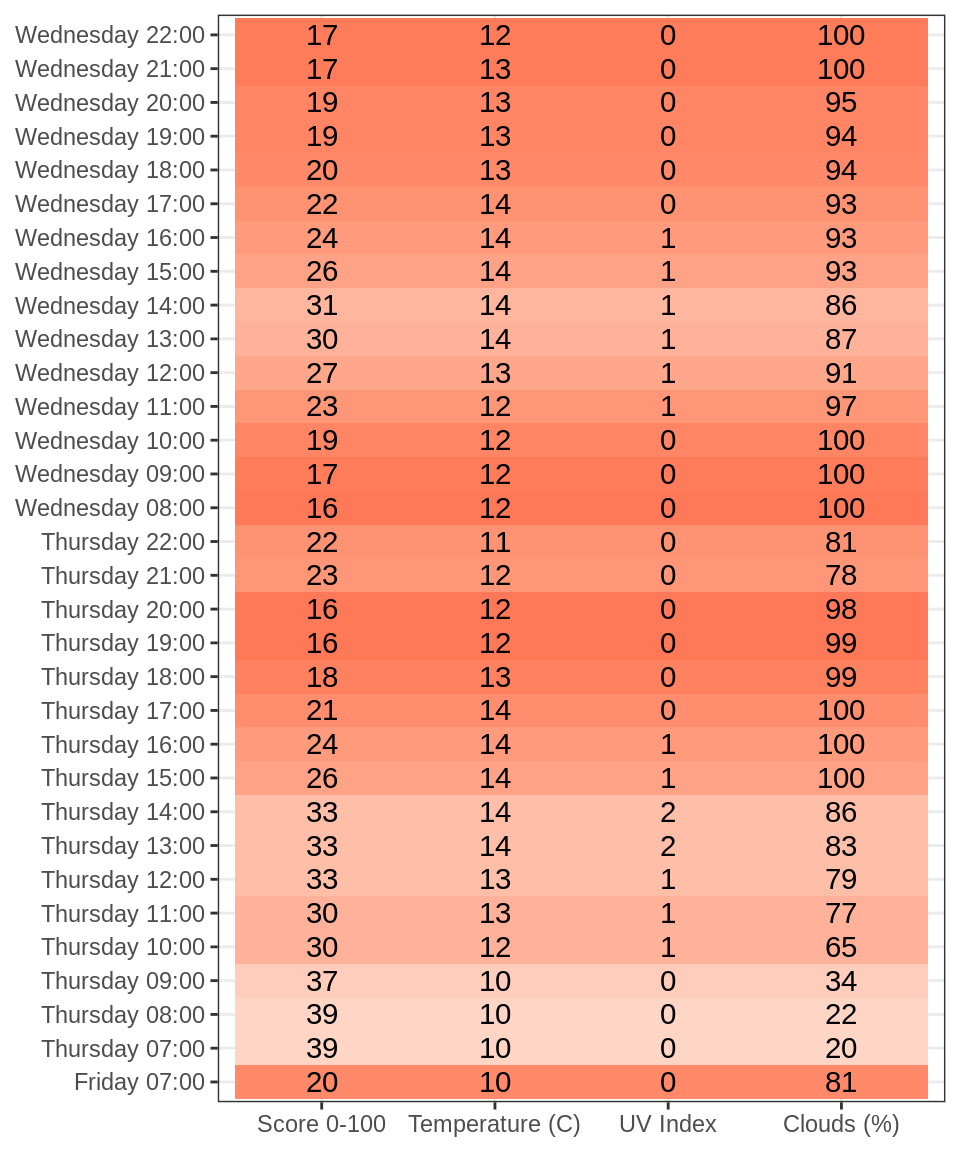 Wednesday 22:00 17 12 0 100
Wednesday 21:00 17 13 0 100
Wednesday 20:00 19 13 0 95
Wednesday 19:00 19 13 0 94
Wednesday 18:00 20 13 0 94
Wednesday 17:00 22 14 0 93
Wednesday 16:00 24 14 1 93
Wednesday 15:00 26 14 1 93
Wednesday 14:00 31 14 1 86
Wednesday 13:00 30 14 1 87
Wednesday 12:00 27 13 1 91
Wednesday 11:00 23 12 1 97
Wednesday 10:00 19 12 0 100
Wednesday 09:00 17 12 0 100
Wednesday 08:00 16 12 0 100
Thursday 22:00 22 11 0 81
Thursday 21:00 23 12 0 78
Thursday 20:00 16 12 0 98
Thursday 19:00 16 12 0 99
Thursday 18:00 18 13 0 99
Thursday 17:00 21 14 0 100
Thursday 16:00 24 14 1 100
Thursday 15:00 26 14 1 100
Thursday 14:00 33 14 2 86
Thursday 13:00 33 14 2 83
Thursday 12:00 33 13 1 79
Thursday 11:00 30 13 1 77
Thursday 10:00 30 12 1 65
Thursday 09:00 37 10 0 34
Thursday 08:00 39 10 0 22
Thursday 07:00 39 10 0 20
Friday 07:00 20 10 0 81
Score 0-100 Temperature (C) UV Index Clouds (%)